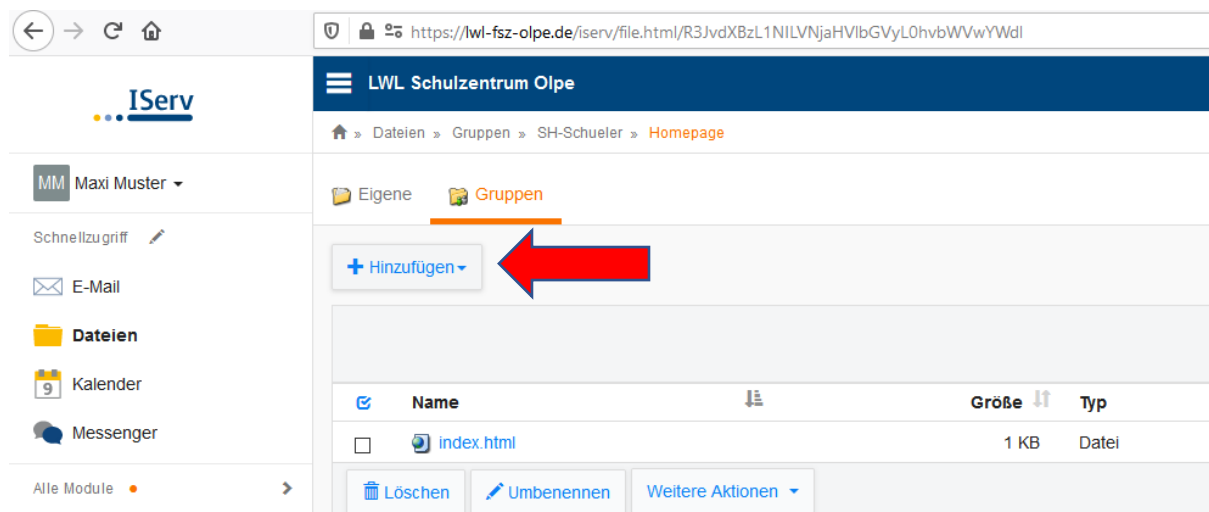 https://lwl-fsz-olpe.de/iserv/file.html/R3JvdXBzL1NILVNjaHVlbGVyL0hvbWVwYWdl
IServ
LWL Schulzentrum Olpe
» Dateien » Gruppen » SH-Schueler » Homepage
MM Maxi Muster
Eigene Gruppen
Schnellzugriff
+ Hinzufügen
E-Mail
Dateien
9 Kalender
Name Größe Typ
Messenger
index.html 1 KB Datei
Alle Module
Löschen Umbenennen Weitere Aktionen